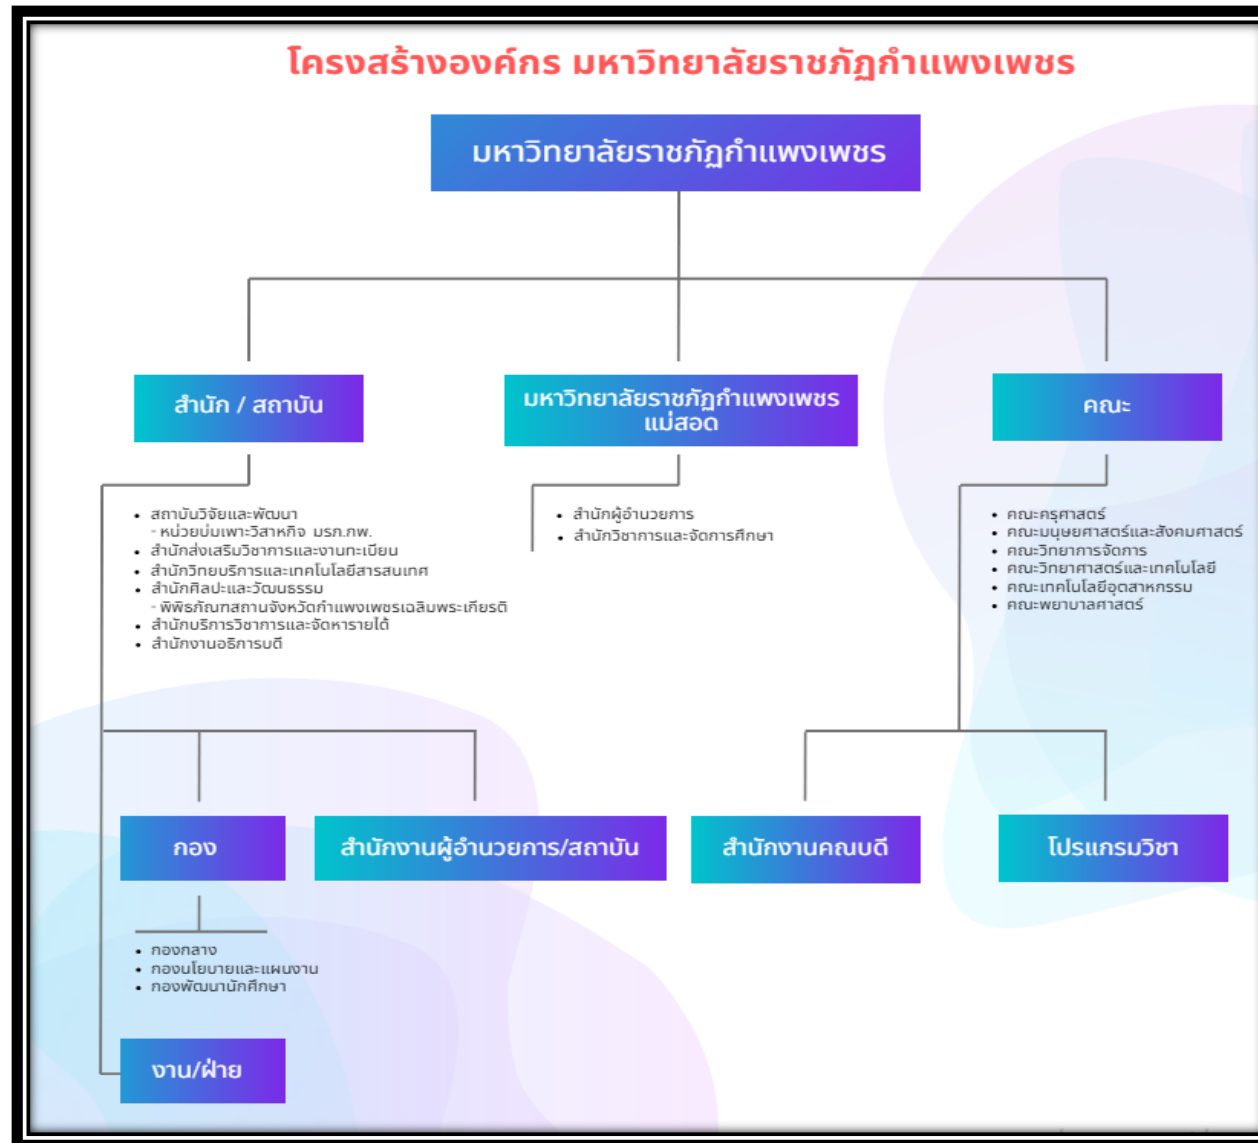 โครงสร้างองค์กร มหาวิทยาลัยราชภัฏกำแพงเพชร
มหาวิทยาลัยราชภัฏกำแพงเพชร
สำนัก / สถาบัน
มหาวิทยาลัยราชภัฏกำแพงเพชร
แม่สอด
คณะ
• สถาบันวิจัยและพัฒนา
- หน่วยบ่มเพาะวิสาหกิจ มรภ.กพ.
• สำนักส่งเสริมวิชาการและงานทะเบียน
• สำนักวิทยบริการและเทคโนโลยีสารสนเทศ
• สำนักศิลปะและวัฒนธรรม
- พิพิธภัณฑสถานจังหวัดกำแพงเพชรเฉลิมพระเกียรติ
• สำนักบริการวิชาการและจัดหารายได้
• สำนักงานอธิการบดี
• สำนักผู้อำนวยการ
• สำนักวิชาการและจัดการศึกษา
• คณะครุศาสตร์
• คณะมนุษยศาสตร์และสังคมศาสตร์
• คณะวิทยาการจัดการ
• คณะวิทยาศาสตร์และเทคโนโลยี
• คณะเทคโนโลยีอุตสาหกรรม
• คณะพยาบาลศาสตร์
กอง
สำนักงานผู้อำนวยการ/สถาบัน
สำนักงานคณบดี
โปรแกรมวิชา
• กองกลาง
• กองนโยบายและแผนงาน
• กองพัฒนานักศึกษา
งาน/ฝ่าย